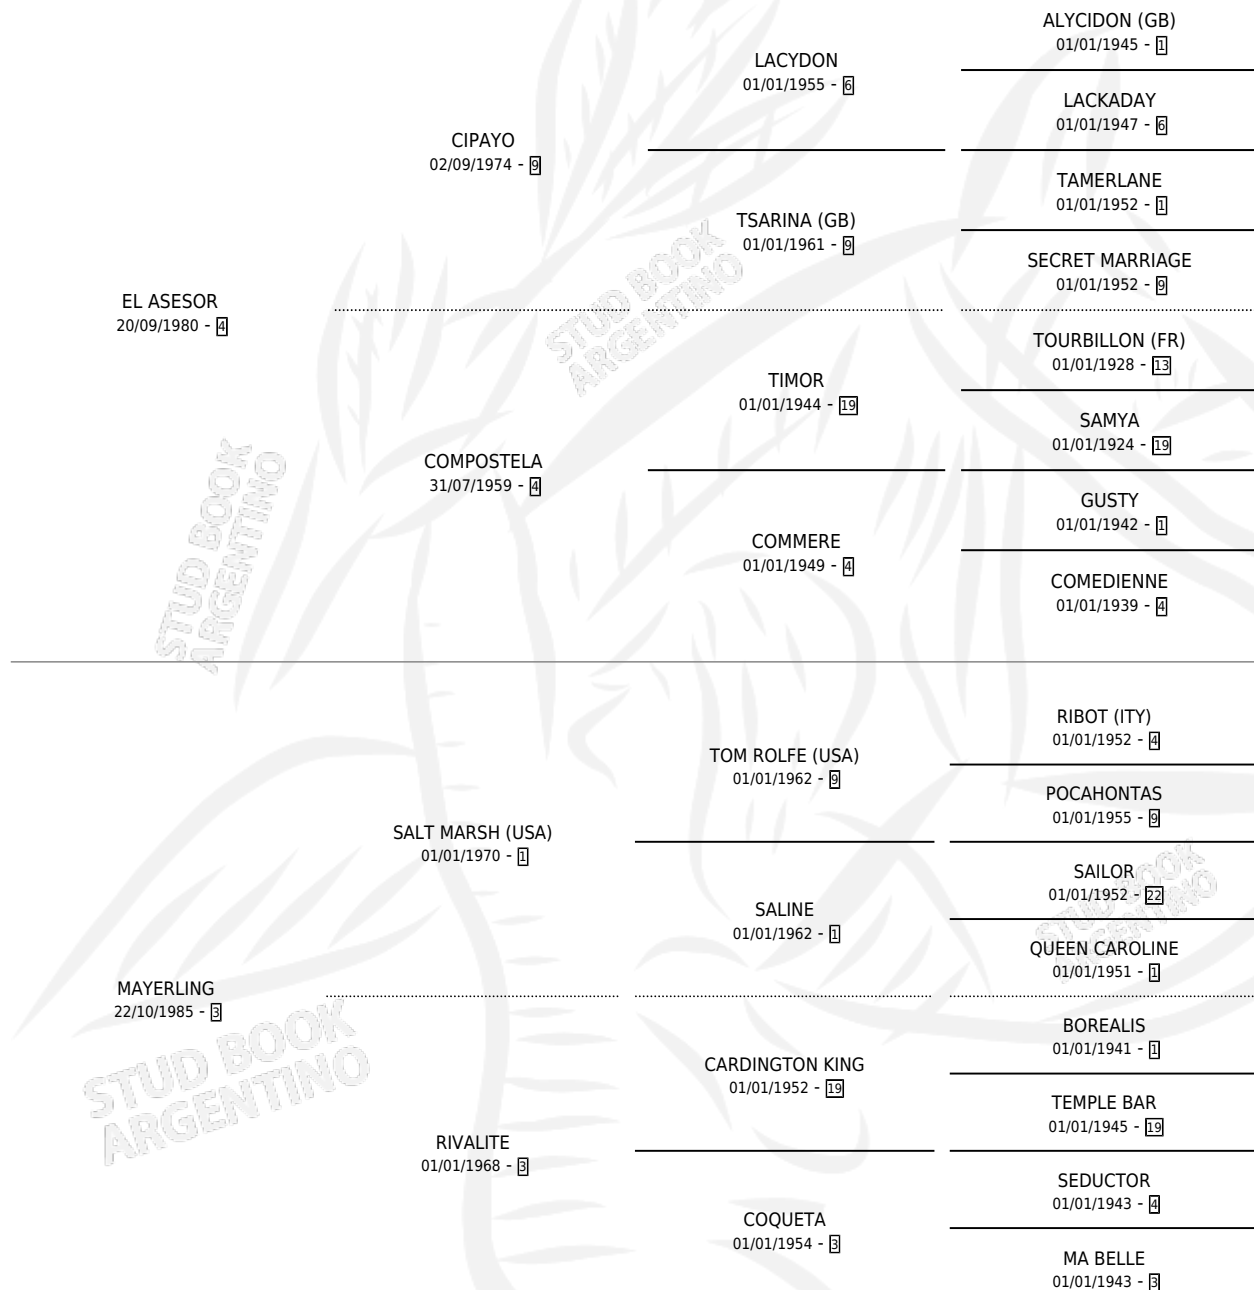 ALYCIDON (GB)
01/01/1945 - 1
LACYDON
01/01/1955 - 6
LACKADAY
01/01/1947 - 6
CIPAYO
02/09/1974 - 9
TAMERLANE
01/01/1952 - 1
TSARINA (GB)
01/01/1961 - 9
SECRET MARRIAGE
01/01/1952 - 9
EL ASESOR
20/09/1980 - 4
STUD BOOK
ARGENTINO
TOURBILLON (FR)
01/01/1928 - 13
TIMOR
01/01/1944 - 19
SAMYA
01/01/1924 - 19
COMPOSTELA
31/07/1959 - 4
GUSTY
01/01/1942 - 1
COMMERE
01/01/1949 - 4
COMEDIENNE
01/01/1939 - 4
STUD BOOK
ARGENTINO
RIBOT (ITY)
01/01/1952 - 4
TOM ROLFE (USA)
01/01/1962 - 9
POCAHONTAS
01/01/1955 - 9
SALT MARSH (USA)
01/01/1970 - 1
SAILOR
01/01/1952 - 22
SALINE
01/01/1962 - 1
QUEEN CAROLINE
01/01/1951 - 1
STUD BOOK
ARGENTINO
MAYERLING
22/10/1985 - 3
BOREALIS
01/01/1941 - 1
CARDINGTON KING
01/01/1952 - 19
TEMPLE BAR
01/01/1945 - 19
STUD BOOK
ARGENTINO
RIVALITE
01/01/1968 - 3
SEDUCTOR
01/01/1943 - 4
COQUETA
01/01/1954 - 3
MA BELLE
01/01/1943 - 3